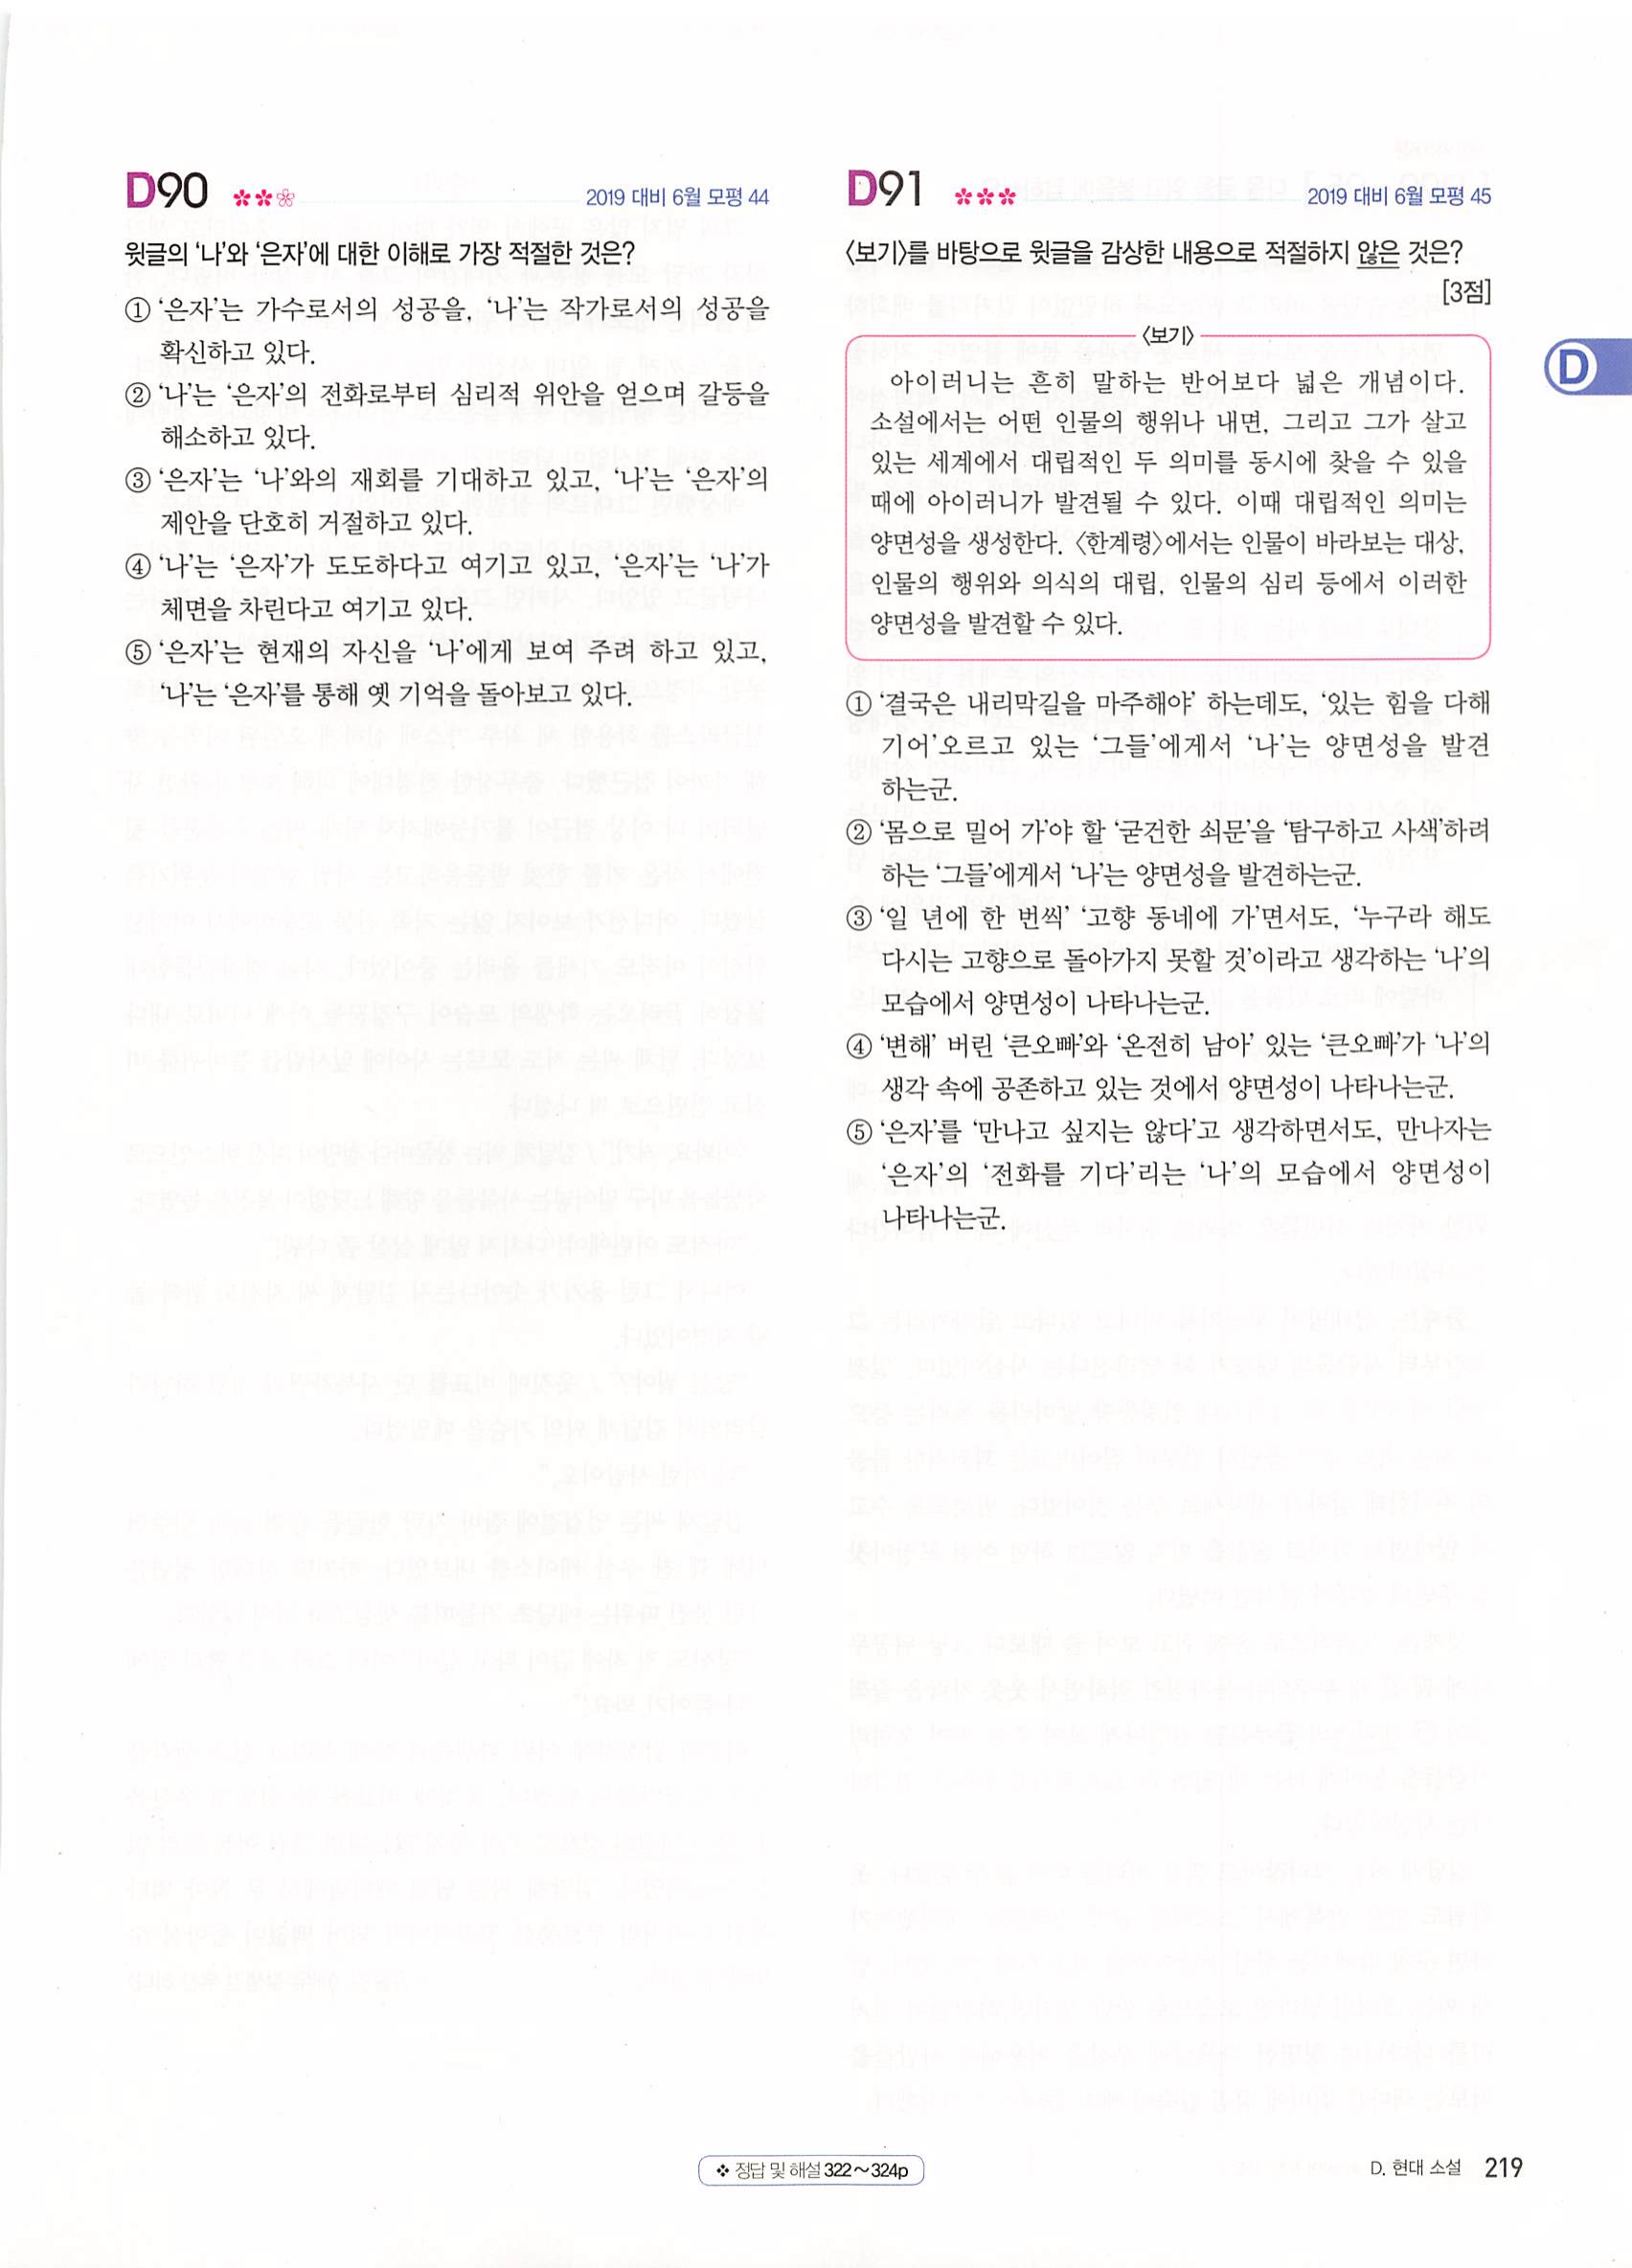 D90
2019 대비 6월 모평 44
윗글의 ‘나’와 ‘은자’에 대한 이해로 가장 적절한 것은?
① ‘은자’는 가수로서의 성공을, ‘나’는 작가로서의 성공을
확신하고 있다.
② ‘나’는 ‘은자’의 전화로부터 심리적 위안을 얻으며 갈등을
해소하고 있다.
③ ‘은자’는 ‘나’와의 재회를 기대하고 있고, ‘나’는 ‘은자’의
제안을 단호히 거절하고 있다.
④ ‘나’는 ‘은자’가 도도하다고 여기고 있고, ‘은자’는 ‘나’가
체면을 차린다고 여기고 있다.
⑤ ‘은자’는 현재의 자신을 ‘나’에게 보여 주려 하고 있고,
‘나’는 ‘은자’를 통해 옛 기억을 돌아보고 있다.
D91
2019 대비 6월 모평 45
〈보기〉를 바탕으로 윗글을 감상한 내용으로 적절하지 않은 것은?
[3점]
〈보기〉
아이러니는 흔히 말하는 반어보다 넓은 개념이다.
소설에서는 어떤 인물의 행위나 내면, 그리고 그가 살고
있는 세계에서 대립적인 두 의미를 동시에 찾을 수 있을
때에 아이러니가 발견될 수 있다. 이때 대립적인 의미는
양면성을 생성한다. 〈한계령〉에서는 인물이 바라보는 대상,
인물의 행위와 의식의 대립, 인물의 심리 등에서 이러한
양면성을 발견할 수 있다.
① ‘결국은 내리막길을 마주해야’ 하는데도, ‘있는 힘을 다해
기어’오르고 있는 ‘그들’에게서 ‘나’는 양면성을 발견
하는군.
② ‘몸으로 밀어 가’야 할 ‘굳건한 쇠문’을 ‘탐구하고 사색’하려
하는 ‘그들’에게서 ‘나’는 양면성을 발견하는군.
③ ‘일 년에 한 번씩’ ‘고향 동네에 가’면서도, ‘누구라 해도
다시는 고향으로 돌아가지 못할 것’이라고 생각하는 ‘나’의
모습에서 양면성이 나타나는군.
④ ‘변해’ 버린 ‘큰오빠’와 ‘온전히 남아’ 있는 ‘큰오빠’가 ‘나’의
생각 속에 공존하고 있는 것에서 양면성이 나타나는군.
⑤ ‘은자’를 ‘만나고 싶지는 않다’고 생각하면서도, 만나자는
‘은자’의 ‘전화를 기다’리는 ‘나’의 모습에서 양면성이
나타나는군.
D
❖ 정답 및 해설 322~324p
D. 현대 소설 219